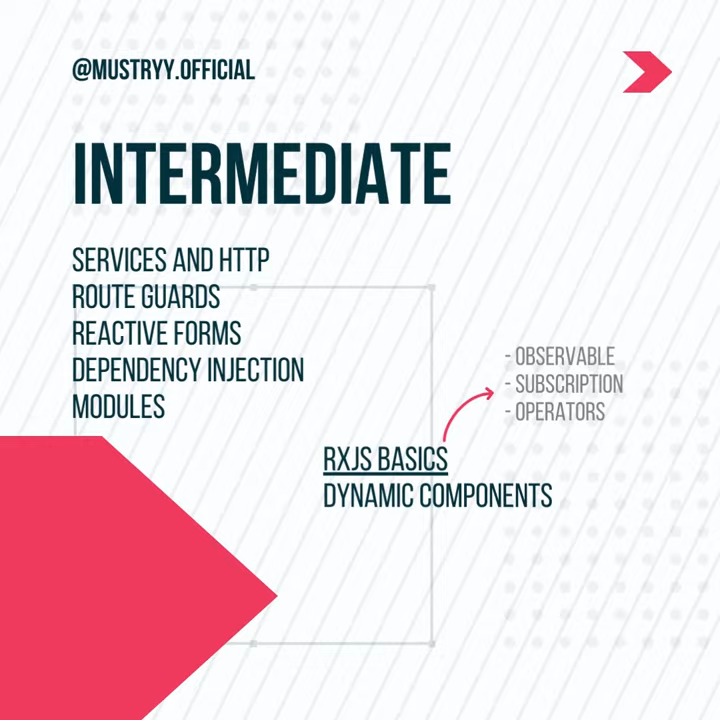 @MUSTRYY.OFFICIAL
INTERMEDIATE
SERVICES AND HTTP
ROUTE GUARDS
REACTIVE FORMS
DEPENDENCY INJECTION
MODULES
RXJS BASICS
DYNAMIC COMPONENTS
- OBSERVABLE
- SUBSCRIPTION
- OPERATORS